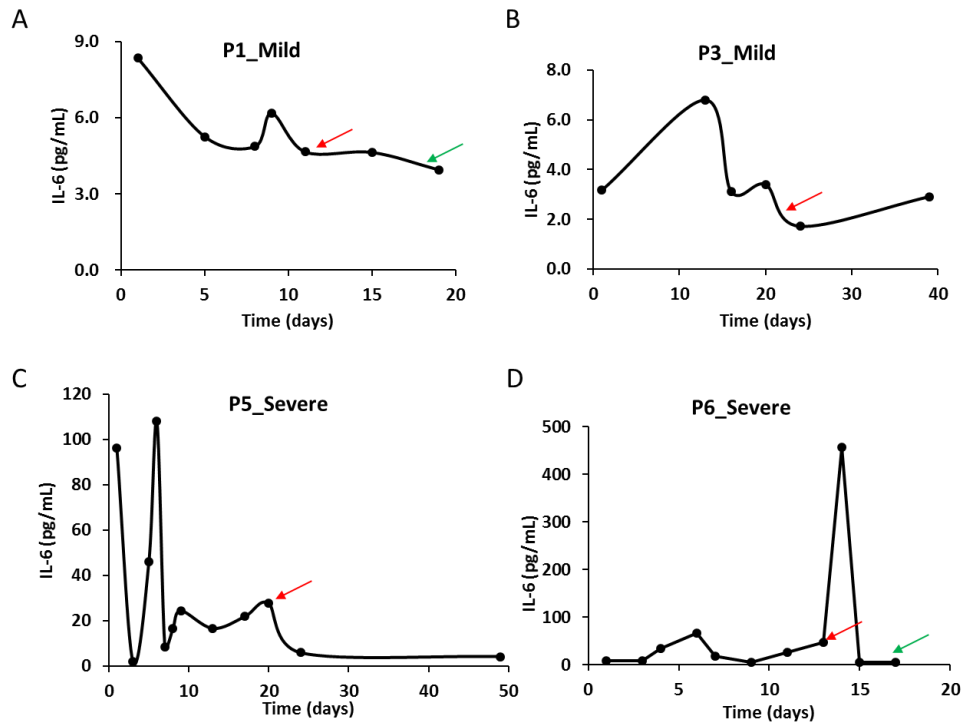 A
P1_Mild
IL-6 (pg/mL)
9.0
6.0
3.0
0.0
0 5 10 15 20
Time (days)
B
P3_Mild
IL-6 (pg/mL)
8.0
6.0
4.0
2.0
0.0
0 10 20 30 40
Time (days)
C
P5_Severe
IL-6 (pg/mL)
120
100
80
60
40
20
0
0 10 20 30 40 50
Time (days)
D
P6_Severe
IL-6 (pg/mL)
500
400
300
200
100
0
0 5 10 15 20
Time (days)